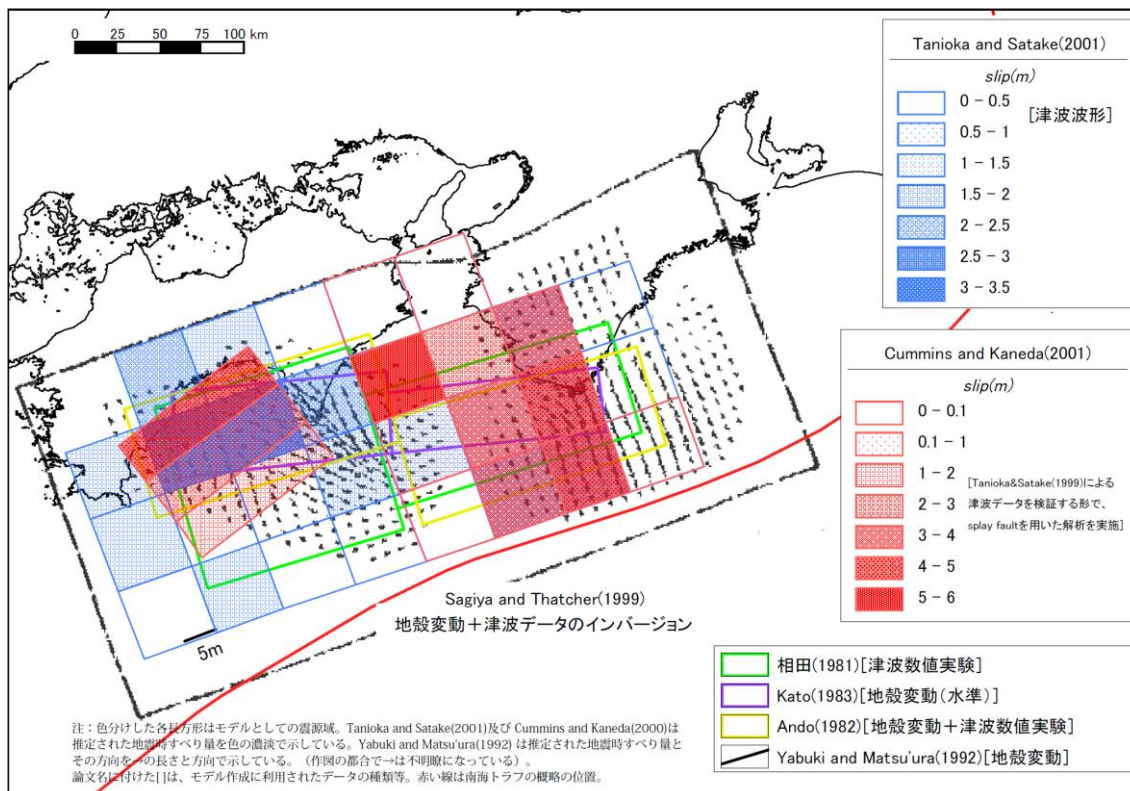 0 25 50 75 100 km
Tanioka and Satake(2001)
slip(m)
0 - 0.5
[津波波形]
0.5 - 1
1 - 1.5
1.5 - 2
2 - 2.5
2.5 - 3
3 - 3.5
Cummins and Kaneda(2001)
slip(m)
0 - 0.1
0.1 - 1
1 - 2
2 - 3
3 - 4
4 - 5
5 - 6
[Tanioka&Satake(1999)による
津波データを検証する形で、
splay faultを用いた解析を実施]
Sagiya and Thatcher(1999)
地殻変動+津波データのインバージョン
5m
相田(1981)[津波数値実験]
Kato(1983)[地殻変動(水準)]
Ando(1982)[地殻変動+津波数値実験]
Yabuki and Matsu'ura(1992)[地殻変動]
注:色分けした各長方形はモデルとしての震源域。Tanioka and Satake(2001)及び Cummins and Kaneda(2000)は
推定された地震時すべり量を色の濃淡で示している。Yabuki and Matsu'ura(1992) は推定された地震時すべり量と
その方向を→の長さと方向で示している。(作図の都合で→は不明瞭になっている)。
論文名に付けた[]は、モデル作成に利用されたデータの種類等。赤い線は南海トラフの概略の位置。